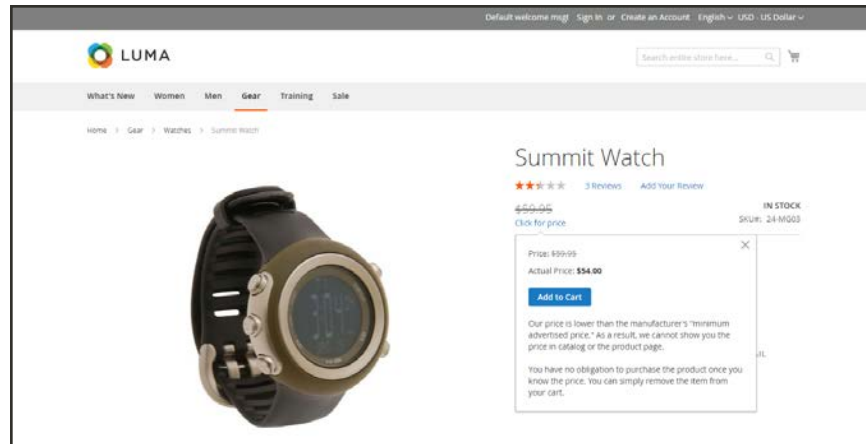 Default welcome msg! Sign In or Create an Account English USD - US Dollar
LUMA
Search entire store here...
What's New Women Men Gear Training Sale
Home > Gear > Watches > Summit Watch
Summit Watch
3 Reviews Add Your Review
$59.95 IN STOCK
Click for price SKU#: 24-MG03
Price: $59.95
Actual Price: $54.00
Add to Cart
Our price is lower than the manufacturer's "minimum
advertised price." As a result, we cannot show you the
price in catalog or the product page.
You have no obligation to purchase the product once you
know the price. You can simply remove the item from
your cart.